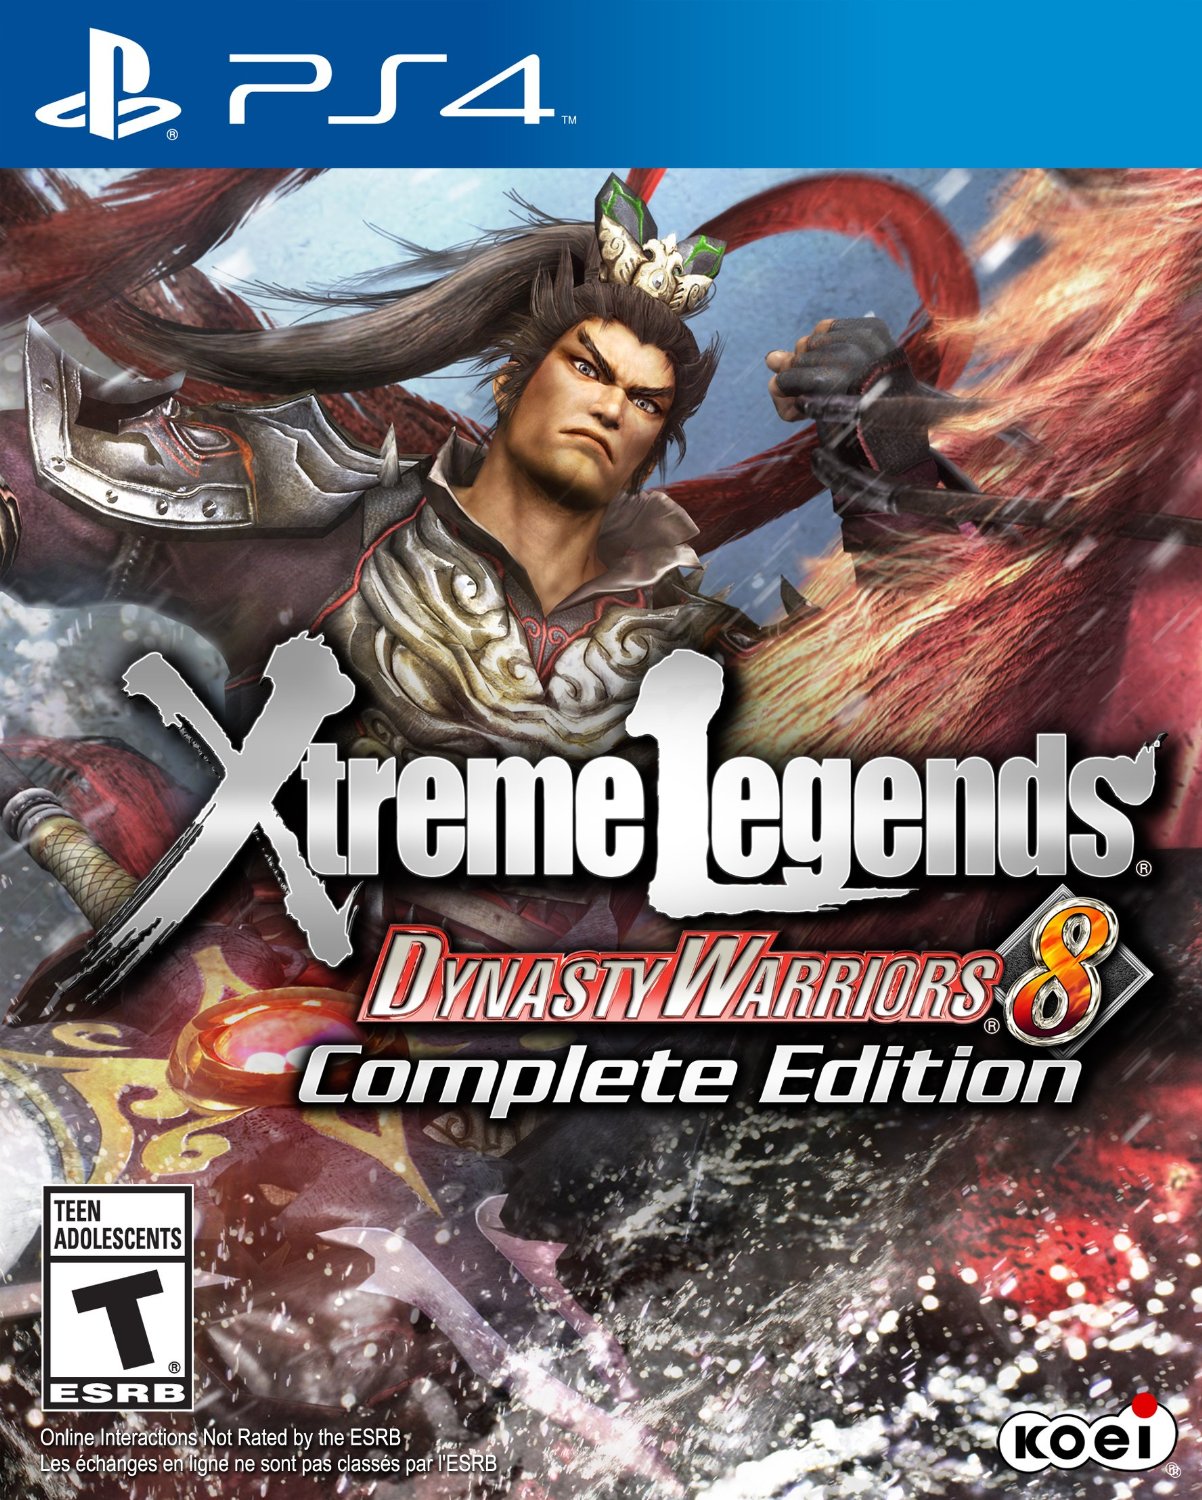 PS4™
Xtreme Legends®
DYNASTY WARRIORS® 8
Complete Edition
TEEN
ADOLESCENTS
T®
ESRB
Online Interactions Not Rated by the ESRB
Les échanges en ligne ne sont pas classés par l'ESRB
KOEI®